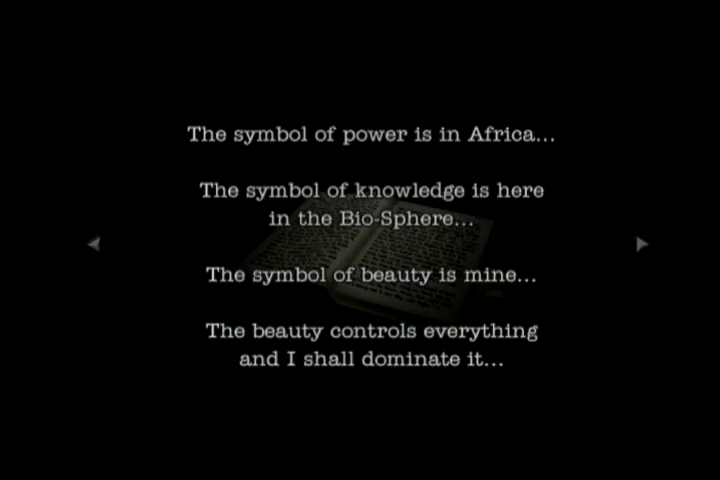 The symbol of power is in Africa...
The symbol of knowledge is here
in the Bio-Sphere...
The symbol of beauty is mine...
The beauty controls everything
and I shall dominate it...